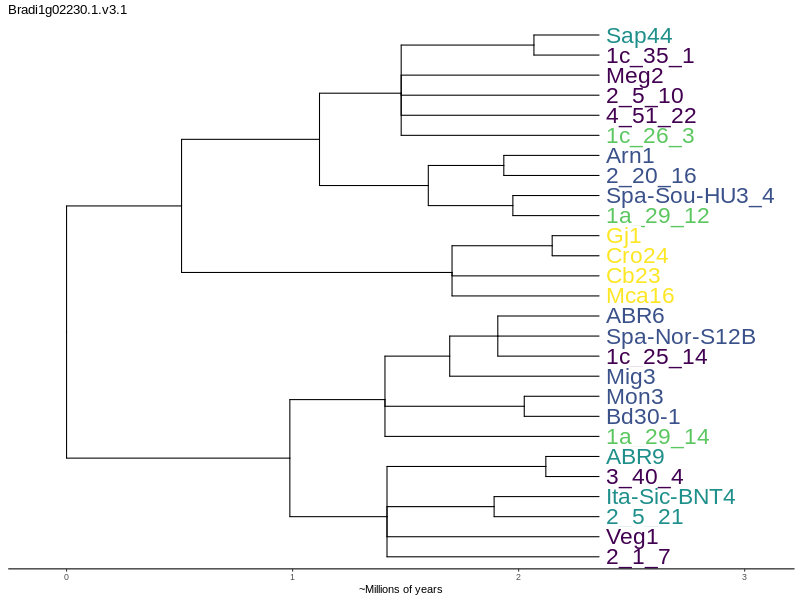 Bradi1g02230.1.v3.1
Sap44
1c_35_1
Meg2
2_5_10
4_51_22
1c_26_3
Arn1
2_20_16
Spa-Sou-HU3_4
1a_29_12
Gj1
Cro24
Cb23
Mca16
ABR6
Spa-Nor-S12B
1c_25_14
Mig3
Mon3
Bd30-1
1a_29_14
ABR9
3_40_4
Ita-Sic-BNT4
2_5_21
Veg1
2_1_7
0 1 2 3
~Millions of years